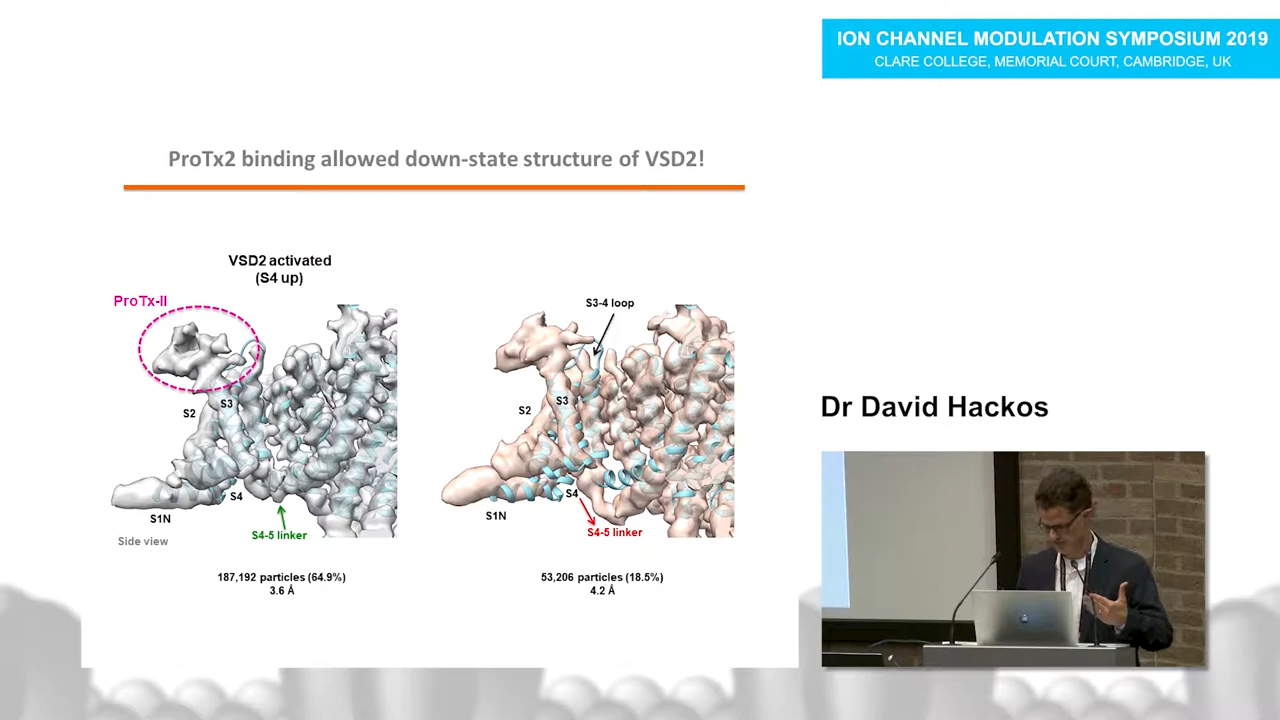 ION CHANNEL MODULATION SYMPOSIUM 2019
CLARE COLLEGE, MEMORIAL COURT, CAMBRIDGE, UK
ProTx2 binding allowed down-state structure of VSD2!
VSD2 activated
(S4 up)
ProTx-II
S2
S3
S4
S1N
S4-5 linker
Side view
187,192 particles (64.9%)
3.6 Å
S3-4 loop
S2
S3
S4
S1N
S4-5 linker
53,206 particles (18.5%)
4.2 Å
Dr David Hackos